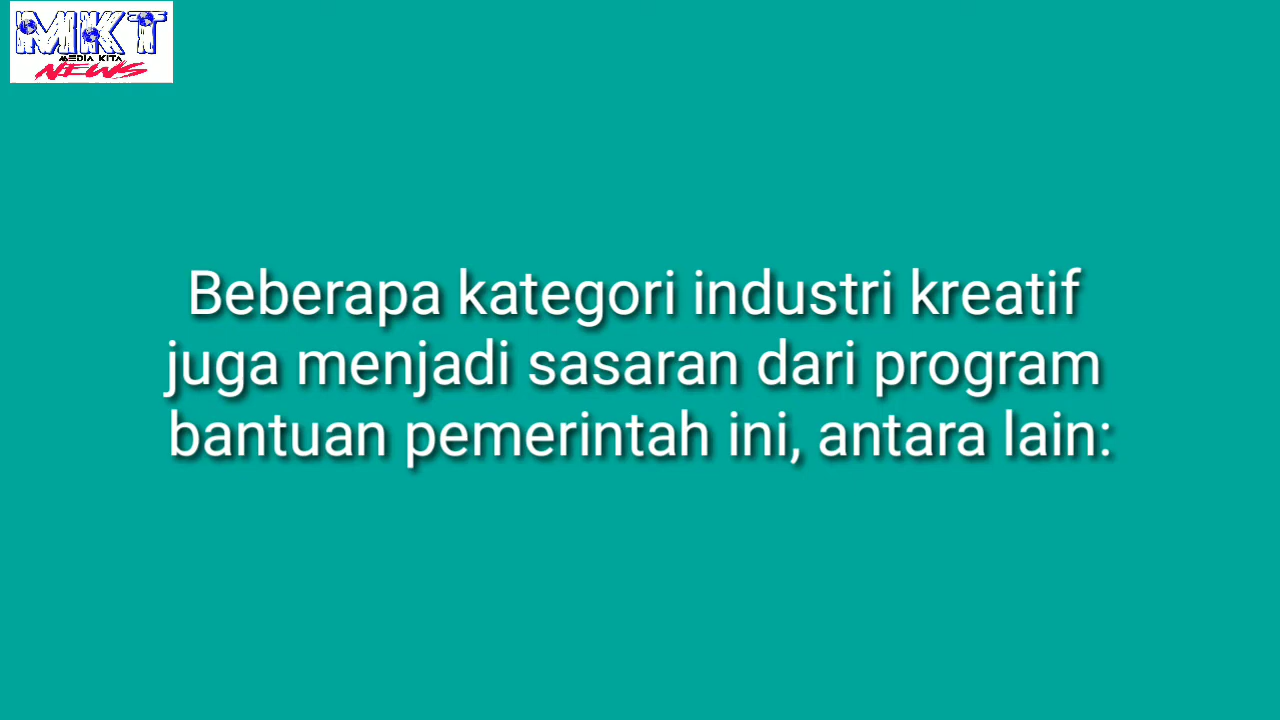 MKT
MEDIA KITA
NEWS
Beberapa kategori industri kreatif
juga menjadi sasaran dari program
bantuan pemerintah ini, antara lain: